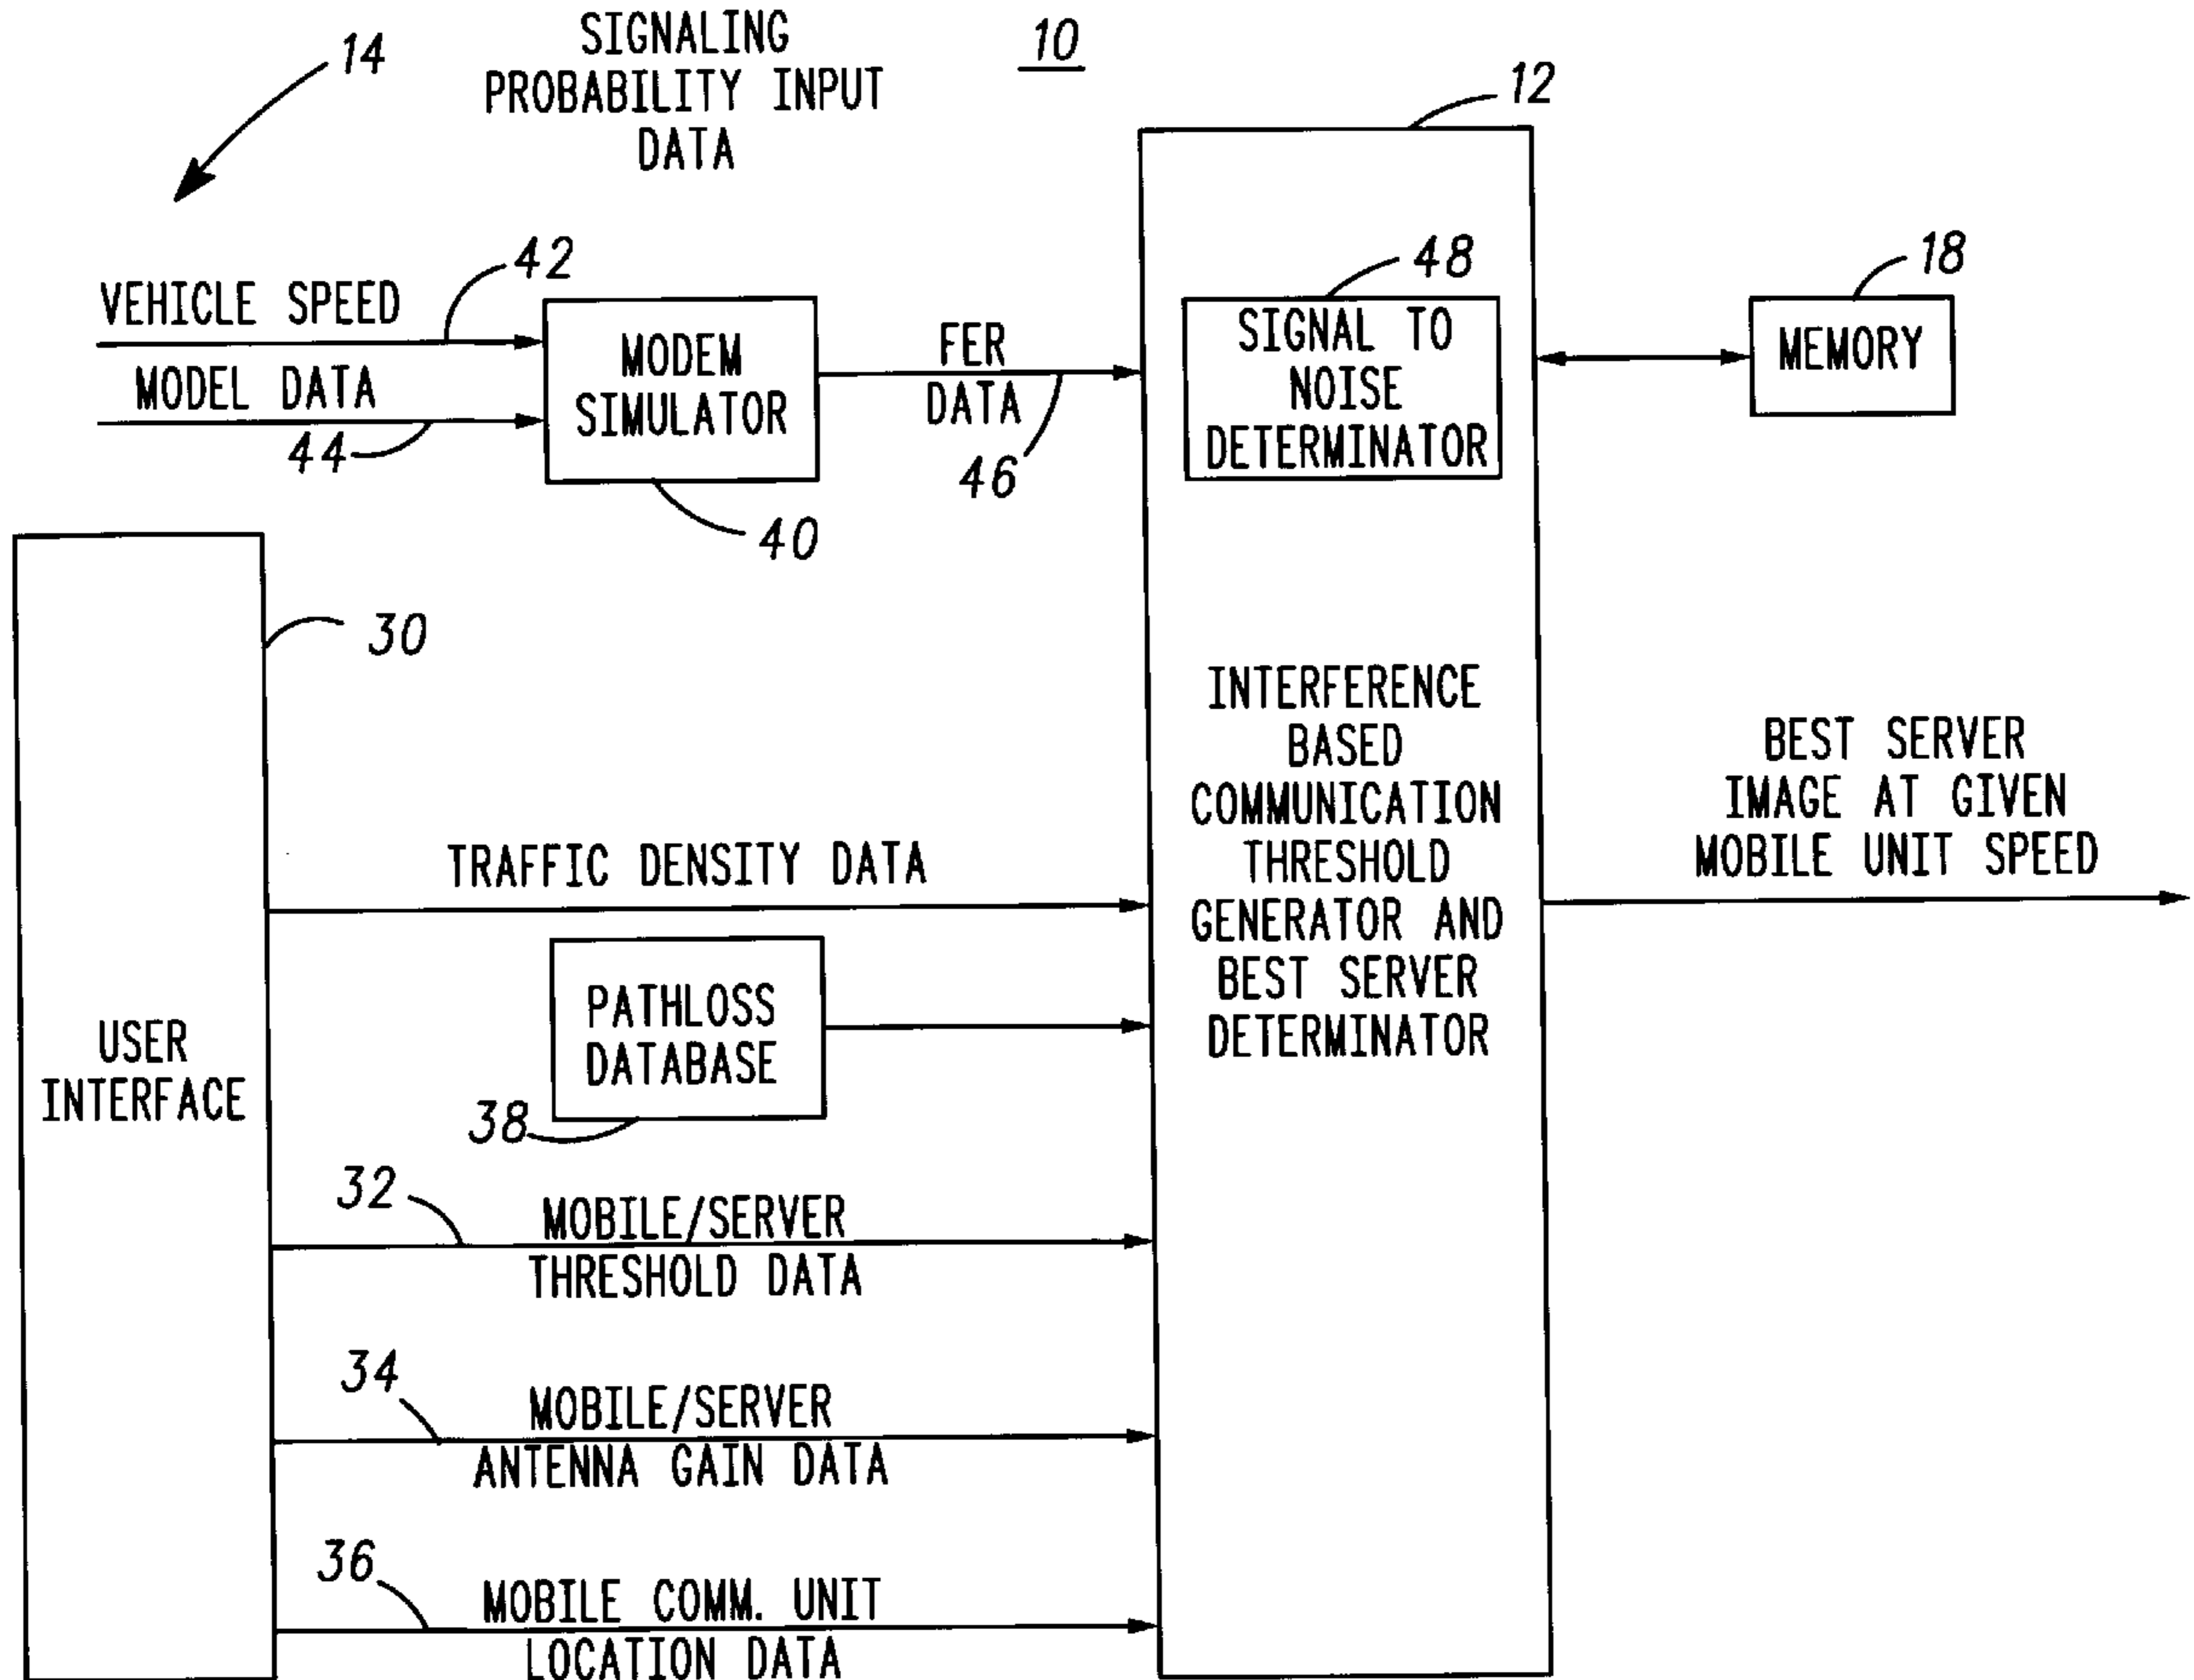 14
SIGNALING
PROBABILITY INPUT
DATA
10
12
VEHICLE SPEED
42
MODEL DATA
44
MODEM
SIMULATOR
40
FER
DATA
46
48
SIGNAL TO
NOISE
DETERMINATOR
18
MEMORY
30
USER
INTERFACE
INTERFERENCE
BASED
COMMUNICATION
THRESHOLD
GENERATOR AND
BEST SERVER
DETERMINATOR
BEST SERVER
IMAGE AT GIVEN
MOBILE UNIT SPEED
TRAFFIC DENSITY DATA
PATHLOSS
DATABASE
38
32
MOBILE/SERVER
THRESHOLD DATA
34
MOBILE/SERVER
ANTENNA GAIN DATA
36
MOBILE COMM. UNIT
LOCATION DATA